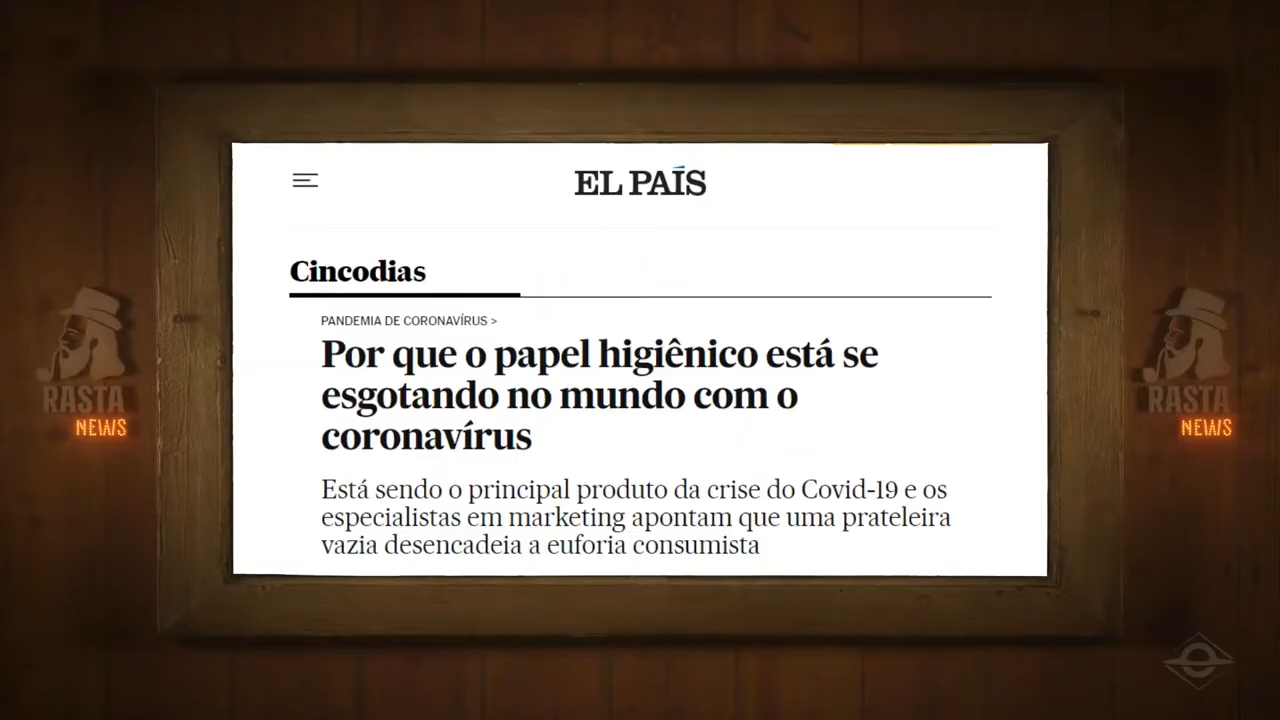 EL PAÍS
Cincodias
PANDEMIA DE CORONAVÍRUS >
Por que o papel higiênico está se
esgotando no mundo com o
coronavírus
Está sendo o principal produto da crise do Covid-19 e os
especialistas em marketing apontam que uma prateleira
vazia desencadeia a euforia consumista
RASTA
NEWS
RASTA
NEWS